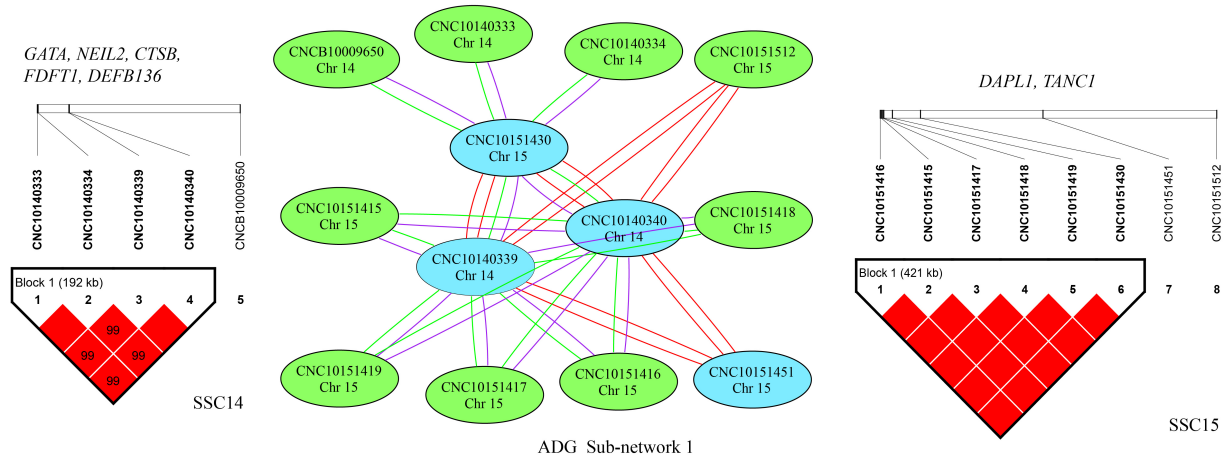 GATA, NEIL2, CTSB,
FDFT1, DEFB136
CNC10140333
CNC10140334
CNC10140339
CNC10140340
CNCB10009650
Block 1 (192 kb)
1 2 3 4 5
99
99 99
99
SSC14
CNCB10009650
Chr 14
CNC10140333
Chr 14
CNC10140334
Chr 14
CNC10151512
Chr 15
CNC10151430
Chr 15
CNC10151415
Chr 15
CNC10140340
Chr 14
CNC10151418
Chr 15
CNC10140339
Chr 14
CNC10151419
Chr 15
CNC10151417
Chr 15
CNC10151416
Chr 15
CNC10151451
Chr 15
ADG Sub-network 1
DAPL1, TANC1
CNC10151416
CNC10151415
CNC10151417
CNC10151418
CNC10151419
CNC10151430
CNC10151451
CNC10151512
Block 1 (421 kb)
1 2 3 4 5 6 7 8
SSC15